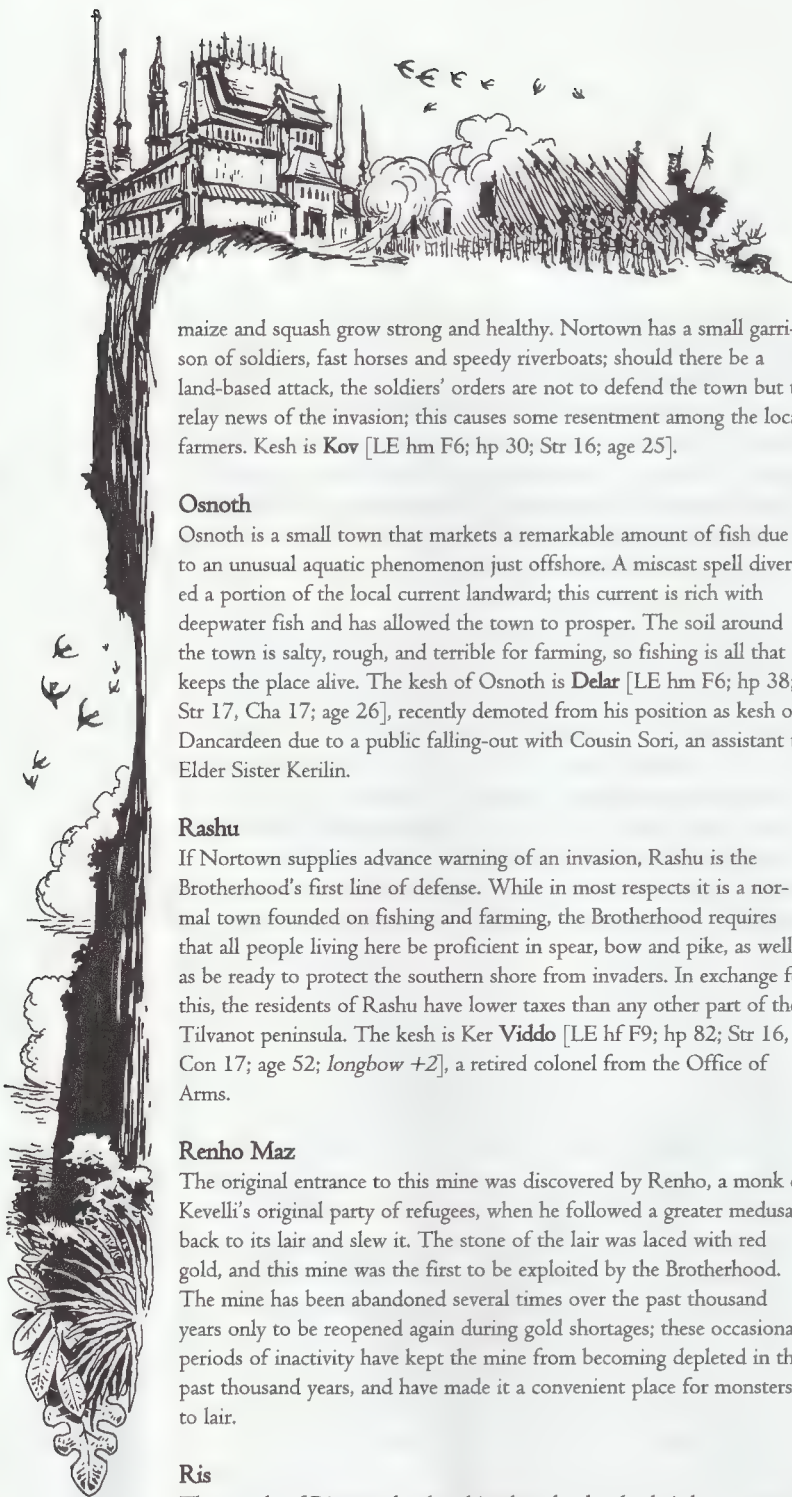 maize and squash grow strong and healthy. Nortown has a small garri-
son of soldiers, fast horses and speedy riverboats; should there be a
land-based attack, the soldiers' orders are not to defend the town but
relay news of the invasion; this causes some resentment among the
farmers. Kesh is Kov [LE hm F6; hp 30; Str 16; age 25].
Osnoth
Osnoth is a small town that markets a remarkable amount of fish due
to an unusual aquatic phenomenon just offshore. A miscast spell
ed a portion of the local current landward; this current is rich with
deepwater fish and has allowed the town to prosper. The soil around
the town is salty, rough, and terrible for farming, so fishing is all that
keeps the place alive. The kesh of Osnoth is Delar [LE hm F6; hp 38;
Str 17, Cha 17; age 26], recently demoted from his position as kesh
Dancardeen due to a public falling-out with Cousin Sori, an assistant
Elder Sister Kerilin.
Rashu
If Nortown supplies advance warning of an invasion, Rashu is the
Brotherhood's first line of defense. While in most respects it is a nor-
mal town founded on fishing and farming, the Brotherhood requires
that all people living here be proficient in spear, bow and pike, as well
as be ready to protect the southern shore from invaders. In exchange
this, the residents of Rashu have lower taxes than any other part of the
Tilvanot peninsula. The kesh is Ker Viddo [LE hf F9; hp 82; Str 16,
Con 17; age 52; longbow +2], a retired colonel from the Office of
Arms.
Renho Maz
The original entrance to this mine was discovered by Renho, a monk
Kevelli's original party of refugees, when he followed a greater medusa
back to its lair and slew it. The stone of the lair was laced with red
gold, and this mine was the first to be exploited by the Brotherhood.
The mine has been abandoned several times over the past thousand
years only to be reopened again during gold shortages; these
periods of inactivity have kept the mine from becoming depleted in
past thousand years, and have made it a convenient place for monsters
to lair.
Ris